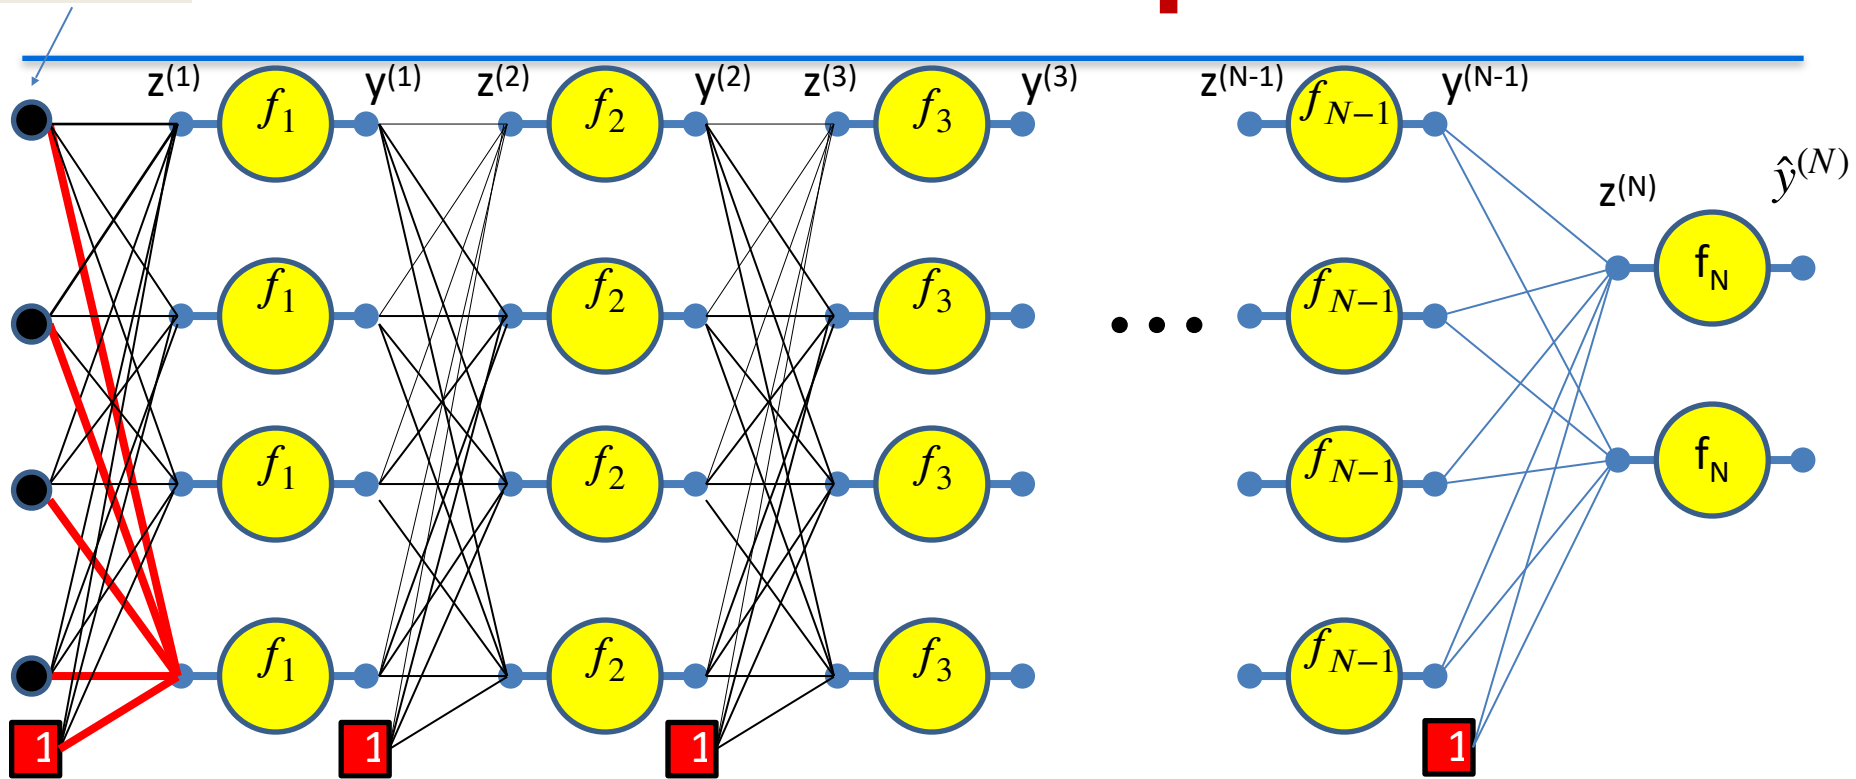 z(1) y(1) z(2) y(2) z(3) y(3) z(N-1) y(N-1)
f1 f2 f3 fN−1
ŷ(N)
z(N)
f1 f2 f3 ... fN−1 fN
f1 f2 f3 fN−1 fN
f1 f2 f3 fN−1
1 1 1 1